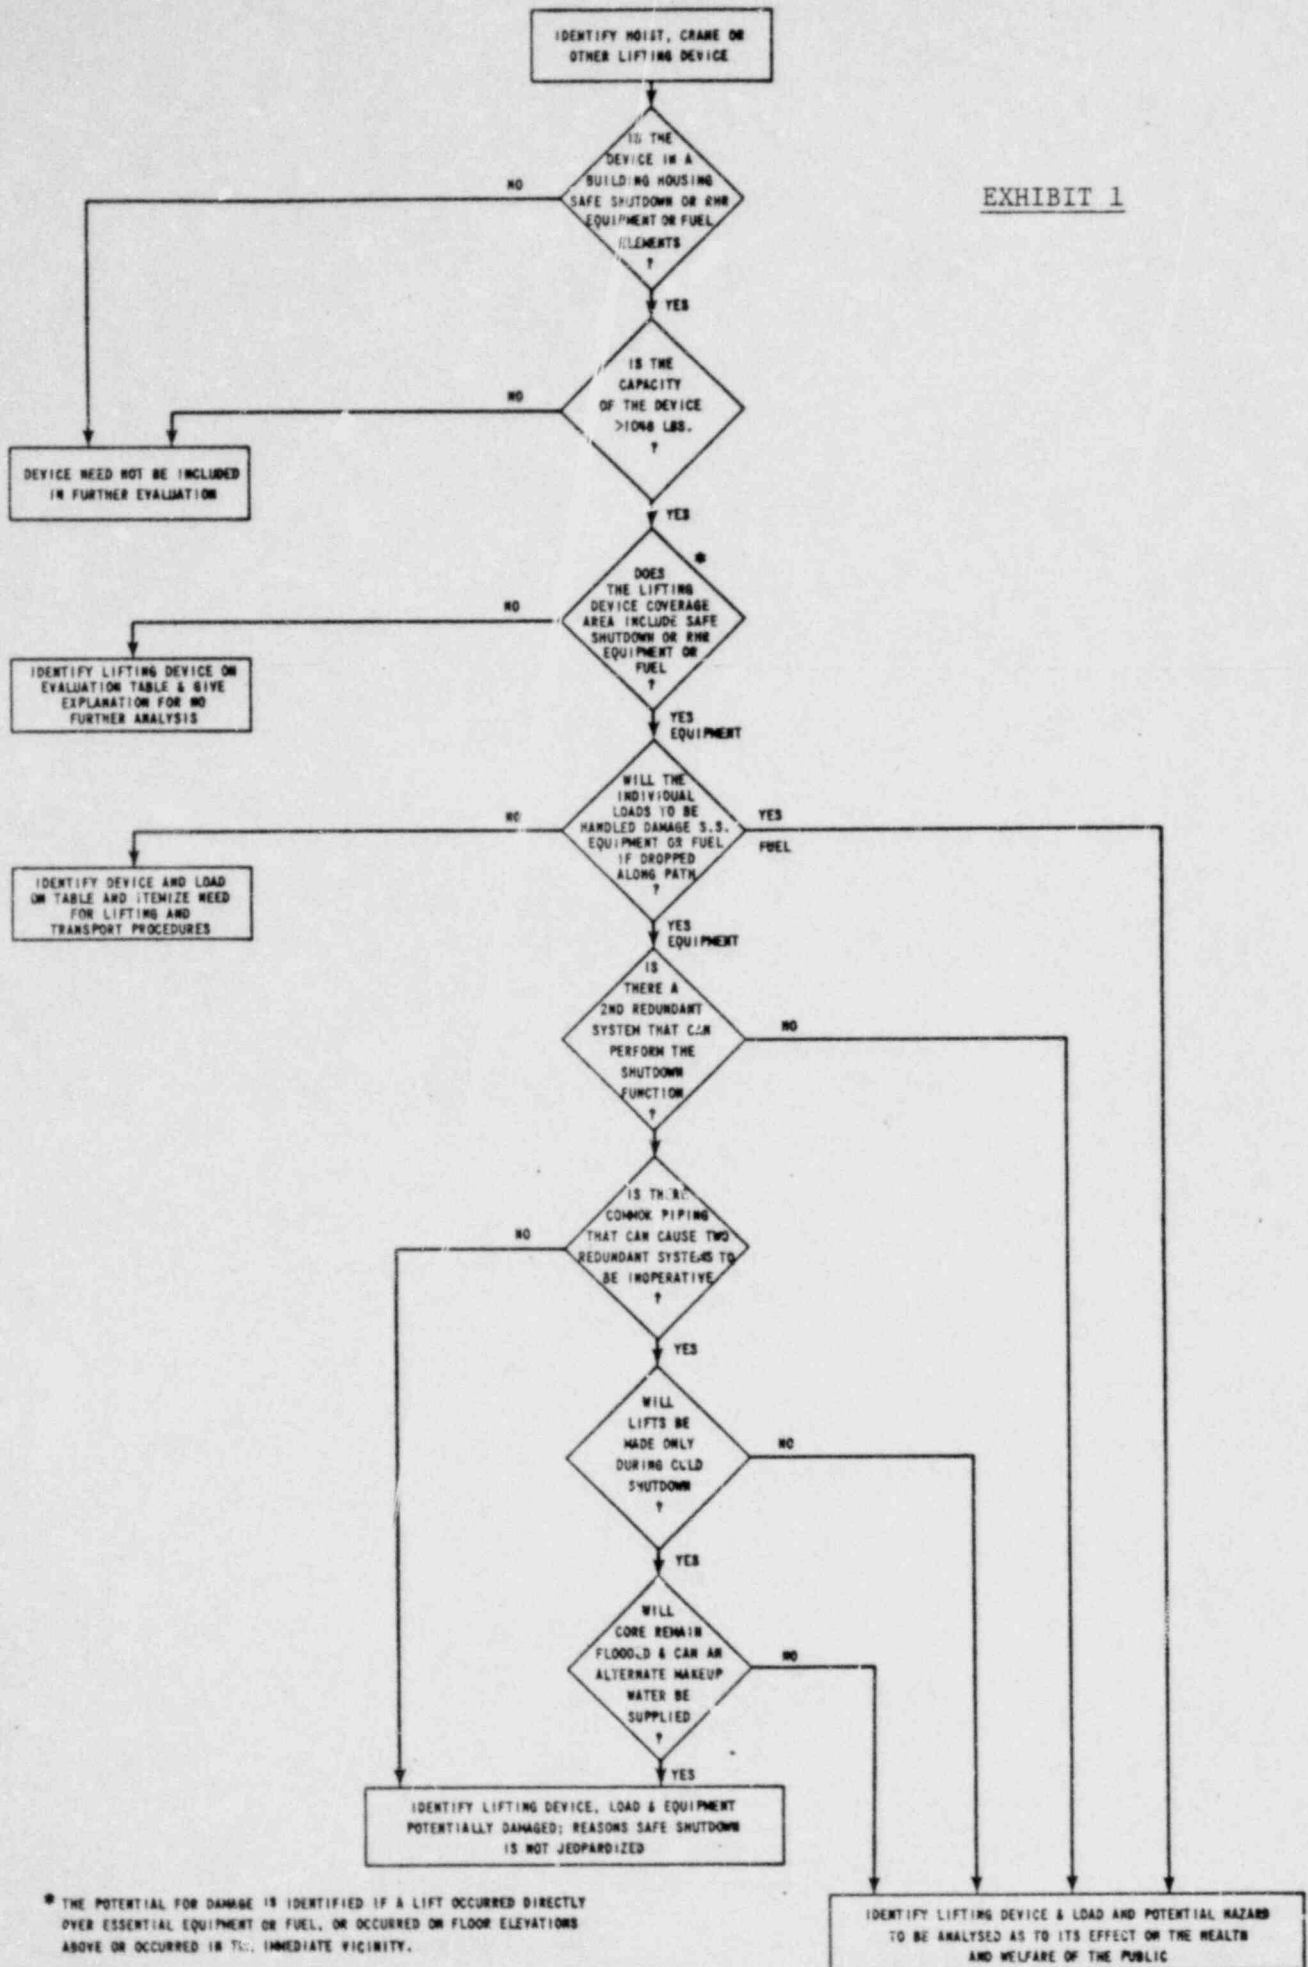 IDENTIFY HOIST, CRANE OR
OTHER LIFTING DEVICE
EXHIBIT 1
IS THE
DEVICE IN A
BUILDING HOUSING
SAFE SHUTDOWN OR RHR
EQUIPMENT OR FUEL
ELEMENTS
?
NO
YES
IS THE
CAPACITY
OF THE DEVICE
>1048 LBS.
?
NO
DEVICE NEED NOT BE INCLUDED
IN FURTHER EVALUATION
YES
*
DOES
THE LIFTING
DEVICE COVERAGE
AREA INCLUDE SAFE
SHUTDOWN OR RHR
EQUIPMENT OR
FUEL
?
NO
IDENTIFY LIFTING DEVICE ON
EVALUATION TABLE & GIVE
EXPLANATION FOR NO
FURTHER ANALYSIS
YES
EQUIPMENT
WILL THE
INDIVIDUAL
LOADS TO BE
HANDLED DAMAGE S.S.
EQUIPMENT OR FUEL
IF DROPPED
ALONG PATH
?
NO
YES
FUEL
IDENTIFY DEVICE AND LOAD
ON TABLE AND ITEMIZE NEED
FOR LIFTING AND
TRANSPORT PROCEDURES
YES
EQUIPMENT
IS
THERE A
2ND REDUNDANT
SYSTEM THAT CAN
PERFORM THE
SHUTDOWN
FUNCTION
?
NO
IS THERE
COMMON PIPING
THAT CAN CAUSE TWO
REDUNDANT SYSTEMS TO
BE INOPERATIVE
?
NO
YES
WILL
LIFTS BE
MADE ONLY
DURING COLD
SHUTDOWN
?
NO
YES
WILL
CORE REMAIN
FLOODED & CAN AN
ALTERNATE MAKEUP
WATER BE
SUPPLIED
?
NO
YES
IDENTIFY LIFTING DEVICE, LOAD & EQUIPMENT
POTENTIALLY DAMAGED; REASONS SAFE SHUTDOWN
IS NOT JEOPARDIZED
* THE POTENTIAL FOR DAMAGE IS IDENTIFIED IF A LIFT OCCURRED DIRECTLY
OVER ESSENTIAL EQUIPMENT OR FUEL, OR OCCURRED ON FLOOR ELEVATIONS
ABOVE OR OCCURRED IN THE IMMEDIATE VICINITY.
IDENTIFY LIFTING DEVICE & LOAD AND POTENTIAL HAZARD
TO BE ANALYSED AS TO ITS EFFECT ON THE HEALTH
AND WELFARE OF THE PUBLIC